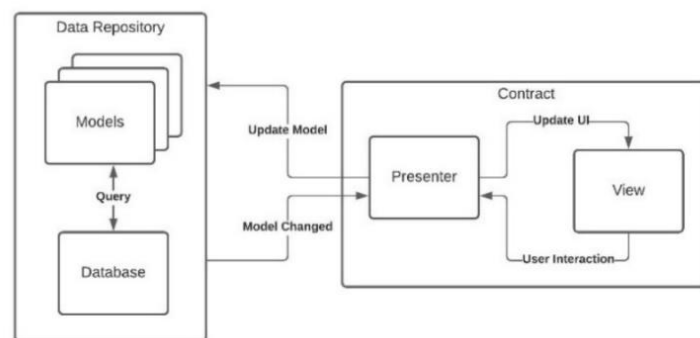 Data Repository
Models
Query
Database
Update Model
Model Changed
Contract
Presenter
Update UI
View
User Interaction